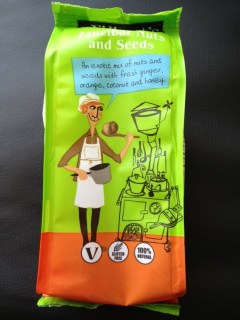 Zanzibar Nuts
and Seeds
An exotic mix of nuts and
seeds with fresh ginger,
oranges, coconut and honey.
V
GLUTEN
FREE
100%
NATURAL